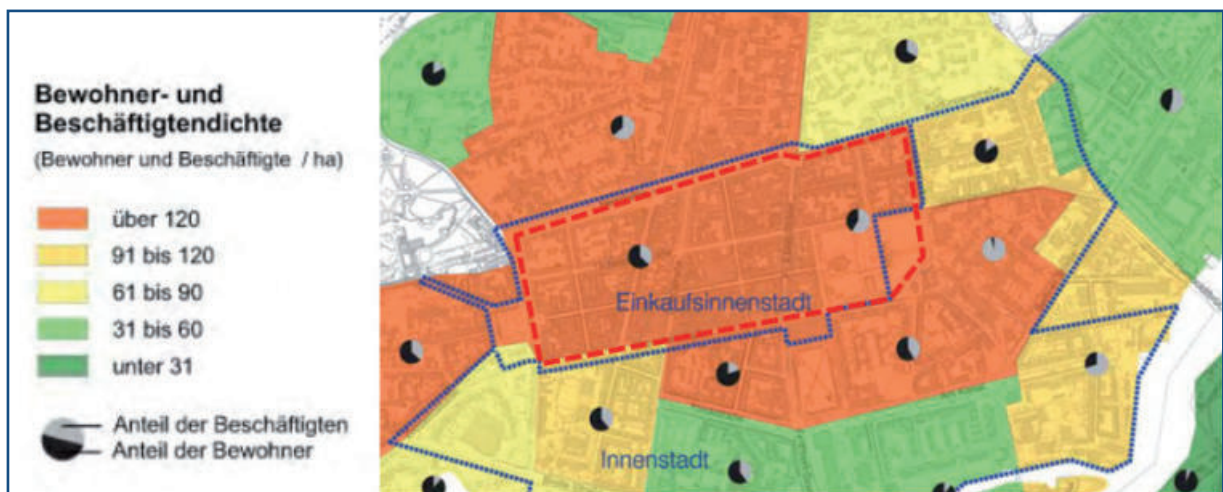 Bewohner- und
Beschäftigtendichte
(Bewohner und Beschäftigte / ha)
über 120
91 bis 120
61 bis 90
31 bis 60
unter 31
Anteil der Beschäftigten
Anteil der Bewohner
Einkaufsinnenstadt
Innenstadt